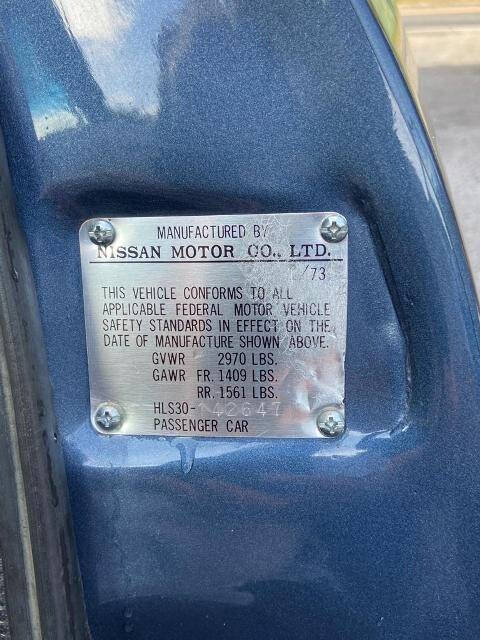 MANUFACTURED BY
NISSAN MOTOR CO., LTD.
/73
THIS VEHICLE CONFORMS TO ALL
APPLICABLE FEDERAL MOTOR VEHICLE
SAFETY STANDARDS IN EFFECT ON THE
DATE OF MANUFACTURE SHOWN ABOVE.
GVWR 2970 LBS.
GAWR FR. 1409 LBS.
RR. 1561 LBS.
HLS30-142647
PASSENGER CAR